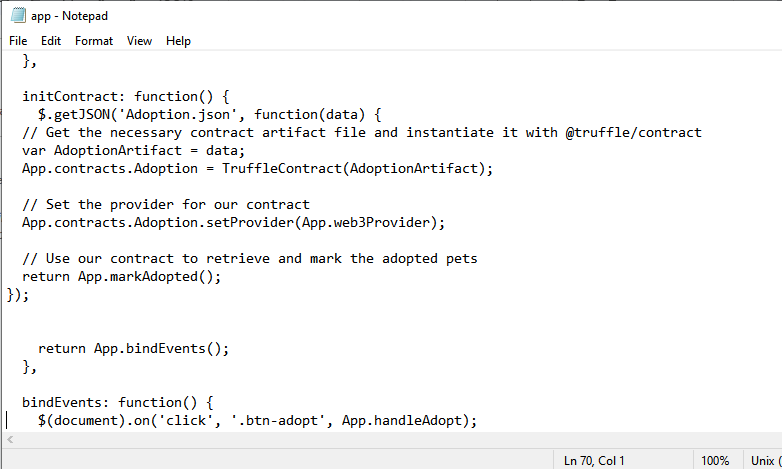 app - Notepad
File Edit Format View Help
},
initContract: function() {
$.getJSON('Adoption.json', function(data) {
// Get the necessary contract artifact file and instantiate it with @truffle/contract
var AdoptionArtifact = data;
App.contracts.Adoption = TruffleContract(AdoptionArtifact);
// Set the provider for our contract
App.contracts.Adoption.setProvider(App.web3Provider);
// Use our contract to retrieve and mark the adopted pets
return App.markAdopted();
});
return App.bindEvents();
},
bindEvents: function() {
$(document).on('click', '.btn-adopt', App.handleAdopt);
Ln 70, Col 1 100% Unix (